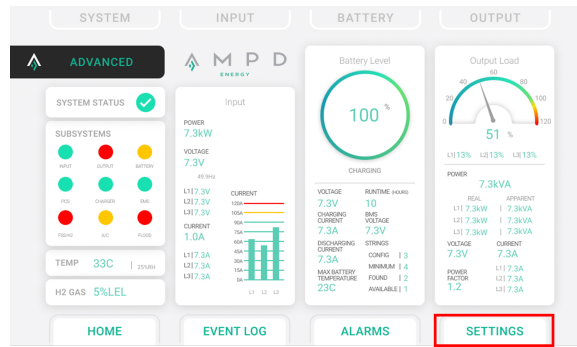 SYSTEM
INPUT
BATTERY
OUTPUT
ADVANCED
SYSTEM STATUS
SUBSYSTEMS
OUTPUT
BATTERY
PCS
CHARGER
EMS
FSS/H2
A/C
FLOOD
TEMP 33C | 25%RH
H2 GAS 5%LEL
AMPD
ENERGY
Input
POWER
7.3kW
VOLTAGE
7.3V
49.9Hz
L1|7.3V
L2|7.3V
L3|7.3V
CURRENT
1.0A
L1|7.3A
L2|7.3A
L3|7.3A
CURRENT
120A
105A
90A
75A
60A
45A
30A
15A
0A
L1 L2 L3
Battery Level
100 %
CHARGING
VOLTAGE
7.3V
RUNTIME (HOURS)
10
CHARGING
CURRENT
7.3A
BMS
VOLTAGE
7.3V
DISCHARGING
CURRENT
7.3A
MAX BATTERY
TEMPERATURE
23C
STRINGS
CONFIG | 3
MINIMUM | 4
FOUND | 2
AVAILABLE | 1
Output Load
0
20
40
60
80
100
120
51 %
L1|13% L2|13% L3|13%
POWER
7.3kVA
REAL APPARENT
L1 | 7.3kW | 7.3kVA
L2 | 7.3kW | 7.3kVA
L3 | 7.3kW | 7.3kVA
VOLTAGE
7.3V
CURRENT
7.3A
POWER
FACTOR
1.2
L1|7.3A
L2|7.3A
L3|7.3A
HOME
EVENT LOG
ALARMS
SETTINGS